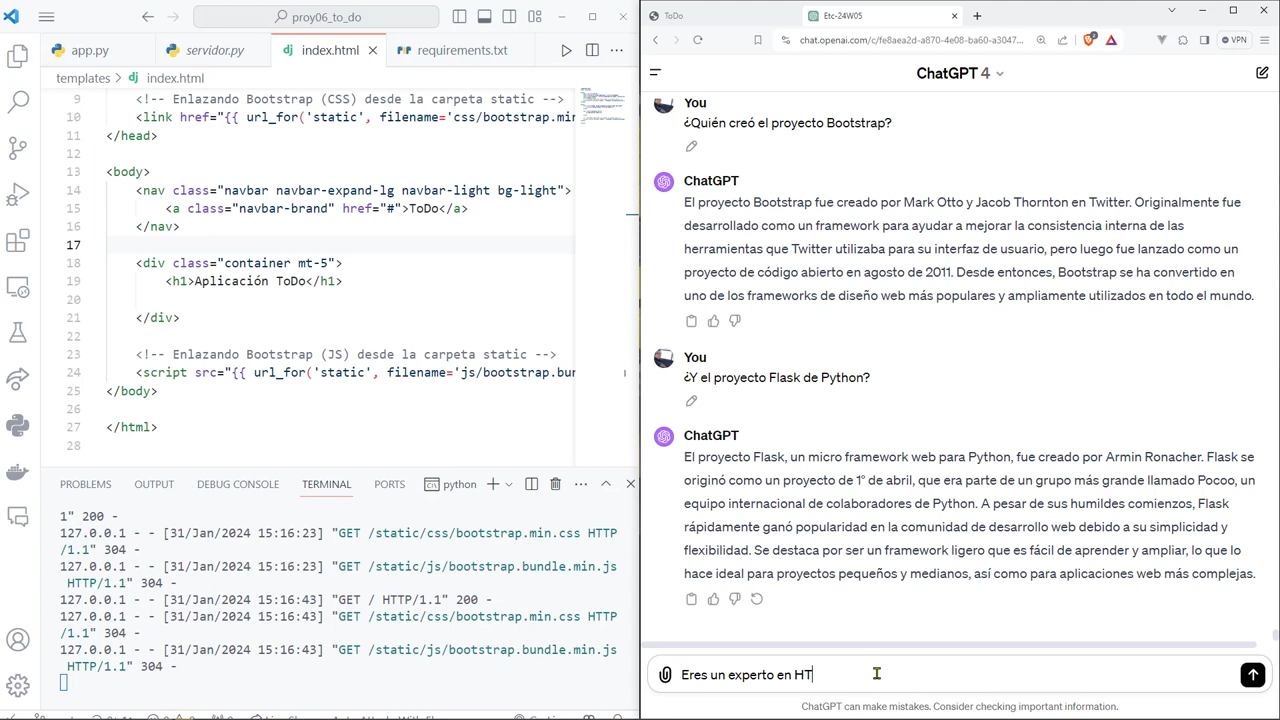 proy06_to_do
app.py
servidor.py
index.html
requirements.txt
templates > index.html
9 <!-- Enlazando Bootstrap (CSS) desde la carpeta static -->
10 <link href="{{ url_for('static', filename='css/bootstrap.min
11 </head>
12
13 <body>
14 <nav class="navbar navbar-expand-lg navbar-light bg-light">
15 <a class="navbar-brand" href="#">ToDo</a>
16 </nav>
17
18 <div class="container mt-5">
19 <h1>Aplicación ToDo</h1>
20
21 </div>
22
23 <!-- Enlazando Bootstrap (JS) desde la carpeta static -->
24 <script src="{{ url_for('static', filename='js/bootstrap.bun
25 </body>
26
27 </html>
28
PROBLEMS OUTPUT DEBUG CONSOLE TERMINAL PORTS python
1" 200 -
127.0.0.1 - - [31/Jan/2024 15:16:23] "GET /static/css/bootstrap.min.css HTTP
/1.1" 304 -
127.0.0.1 - - [31/Jan/2024 15:16:23] "GET /static/js/bootstrap.bundle.min.js
HTTP/1.1" 304 -
127.0.0.1 - - [31/Jan/2024 15:16:43] "GET / HTTP/1.1" 200 -
127.0.0.1 - - [31/Jan/2024 15:16:43] "GET /static/css/bootstrap.min.css HTTP
/1.1" 304 -
127.0.0.1 - - [31/Jan/2024 15:16:43] "GET /static/js/bootstrap.bundle.min.js
HTTP/1.1" 304 -
ToDo
Etc-24W05
chat.openai.com/c/fe8aea2d-a870-4e08-ba60-a3047...
VPN
ChatGPT 4
You
¿Quién creó el proyecto Bootstrap?
ChatGPT
El proyecto Bootstrap fue creado por Mark Otto y Jacob Thornton en Twitter. Originalmente fue
desarrollado como un framework para ayudar a mejorar la consistencia interna de las
herramientas que Twitter utilizaba para su interfaz de usuario, pero luego fue lanzado como un
proyecto de código abierto en agosto de 2011. Desde entonces, Bootstrap se ha convertido en
uno de los frameworks de diseño web más populares y ampliamente utilizados en todo el mundo.
You
¿Y el proyecto Flask de Python?
ChatGPT
El proyecto Flask, un micro framework web para Python, fue creado por Armin Ronacher. Flask se
originó como un proyecto de 1° de abril, que era parte de un grupo más grande llamado Pocoo, un
equipo internacional de colaboradores de Python. A pesar de sus humildes comienzos, Flask
rápidamente ganó popularidad en la comunidad de desarrollo web debido a su simplicidad y
flexibilidad. Se destaca por ser un framework ligero que es fácil de aprender y ampliar, lo que lo
hace ideal para proyectos pequeños y medianos, así como para aplicaciones web más complejas.
Eres un experto en HT
ChatGPT can make mistakes. Consider checking important information.